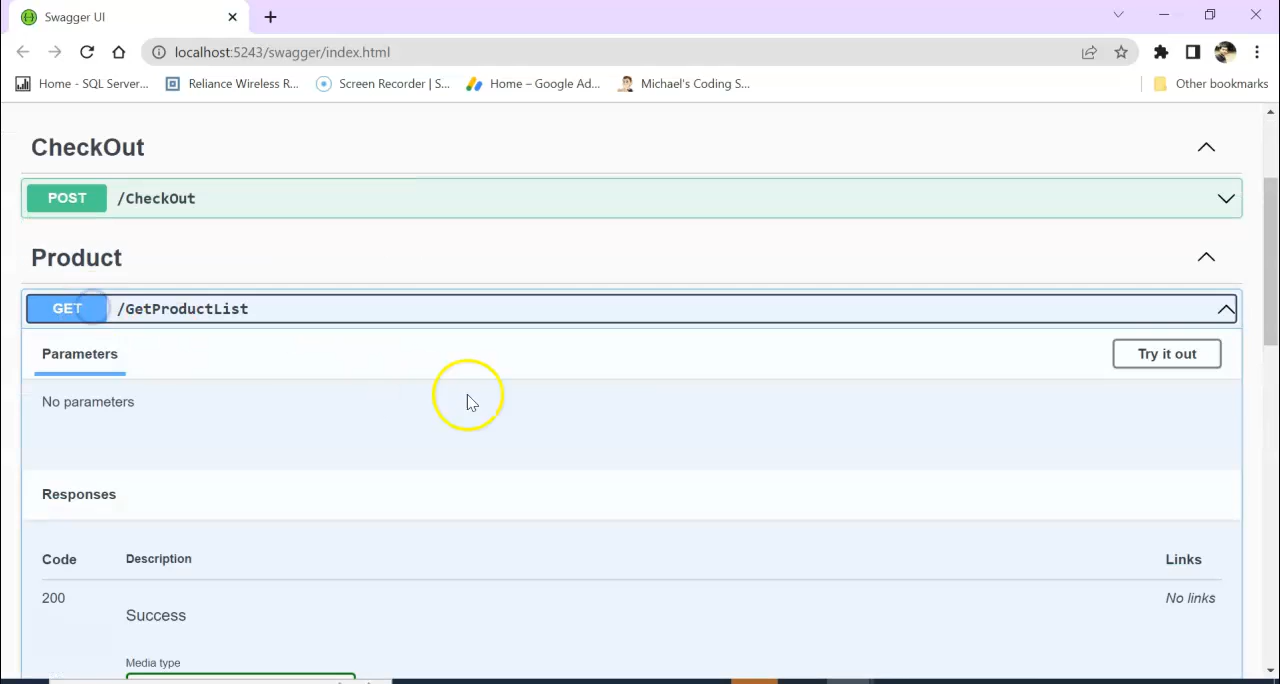 Swagger UI
localhost:5243/swagger/index.html
Home - SQL Server...
Reliance Wireless R...
Screen Recorder | S...
Home – Google Ad...
Michael's Coding S...
Other bookmarks
CheckOut
POST /CheckOut
Product
GET /GetProductList
Parameters
Try it out
No parameters
Responses
Code Description Links
200 Success No links
Media type